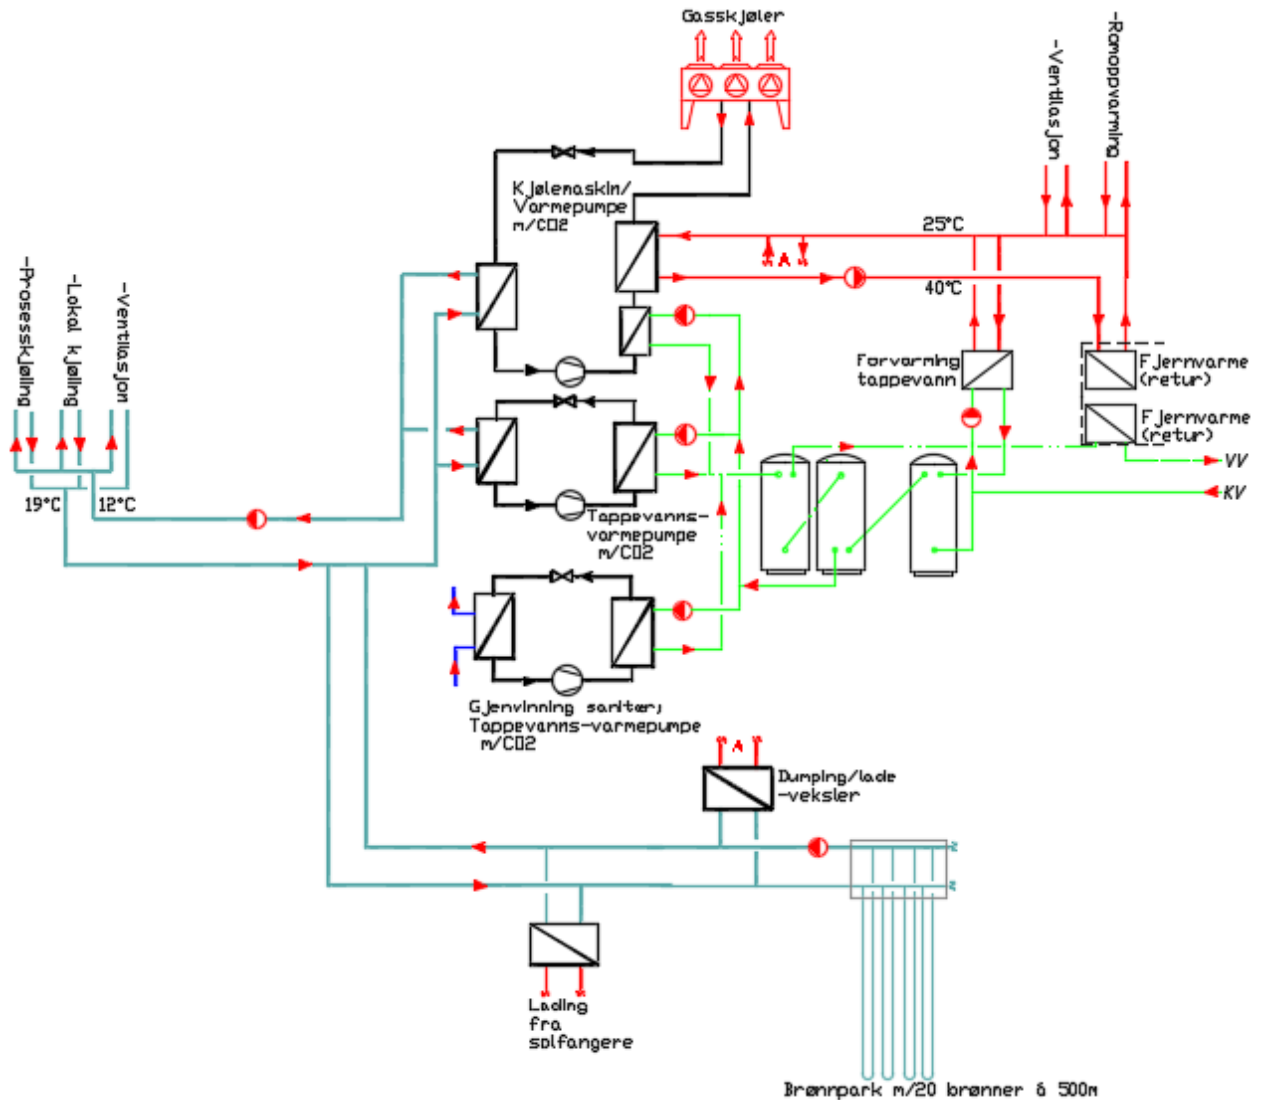 Gasskjøler
-Ventilasjon
-Romoppvarming
Kjølemaskin/
Varmepumpe
m/CO2
25°C
A
40°C
-Prosesskjøling
-Lokal kjøling
-Ventilasjon
Forvarming
tappevann
Fjernvarme
(retur)
Fjernvarme
(retur)
VV
KV
19°C
12°C
Tappevanns-
varmepumpe
m/CO2
Gjenvinning sanitær;
Tappevanns-varmepumpe
m/CO2
A
Dumping/lade
-veksler
Lading
fra
solfangere
Brønnpark m/20 brønner á 500m